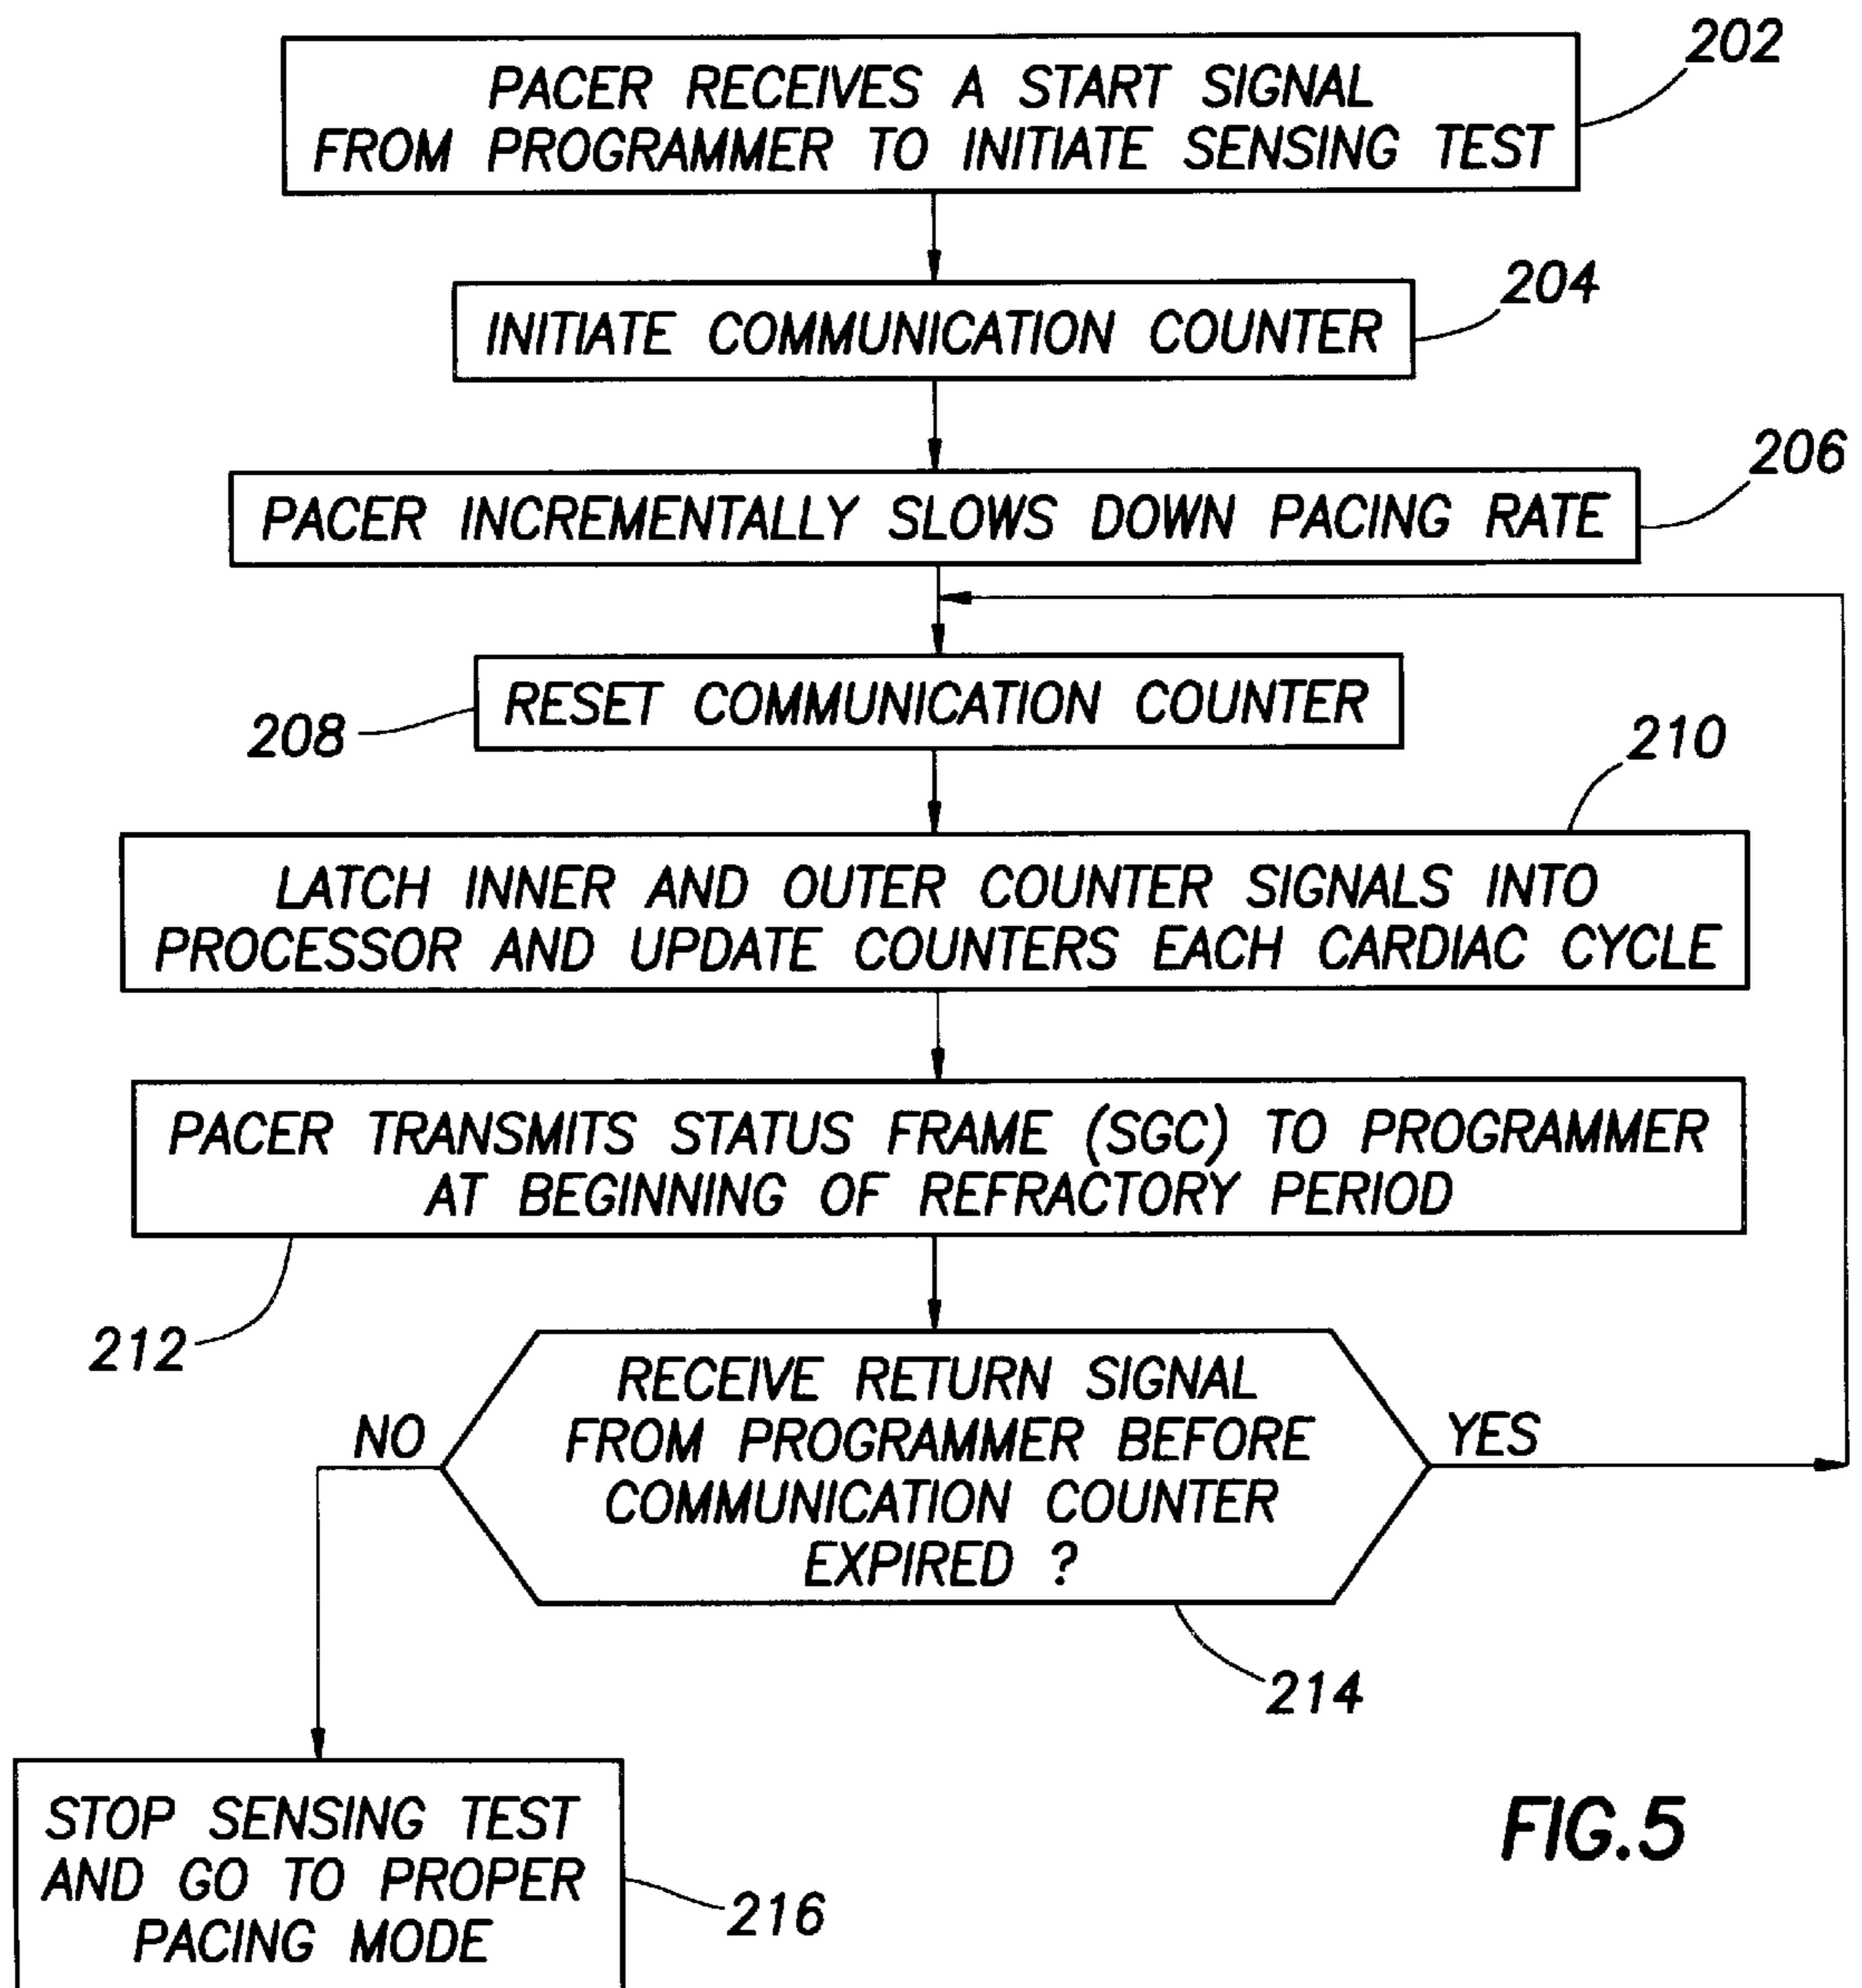 202
PACER RECEIVES A START SIGNAL
FROM PROGRAMMER TO INITIATE SENSING TEST
204
INITIATE COMMUNICATION COUNTER
206
PACER INCREMENTALLY SLOWS DOWN PACING RATE
RESET COMMUNICATION COUNTER
208
210
LATCH INNER AND OUTER COUNTER SIGNALS INTO
PROCESSOR AND UPDATE COUNTERS EACH CARDIAC CYCLE
PACER TRANSMITS STATUS FRAME (SGC) TO PROGRAMMER
AT BEGINNING OF REFRACTORY PERIOD
212
RECEIVE RETURN SIGNAL
FROM PROGRAMMER BEFORE
COMMUNICATION COUNTER
EXPIRED ?
NO
YES
214
STOP SENSING TEST
AND GO TO PROPER
PACING MODE
216
FIG.5